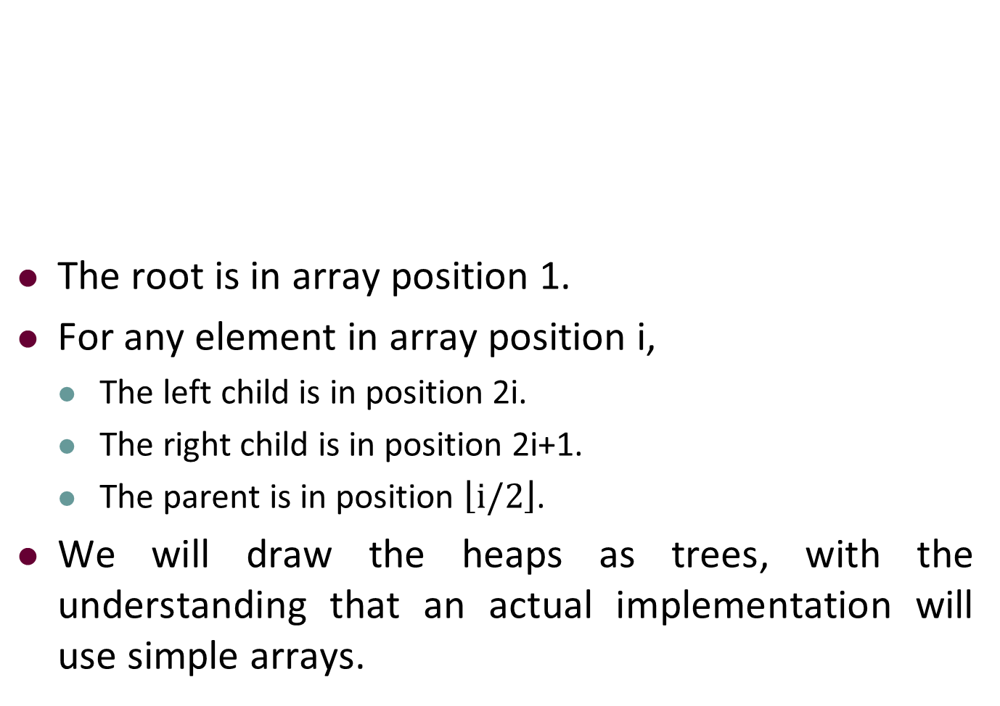 The root is in array position 1.
For any element in array position i,
The left child is in position 2i.
The right child is in position 2i+1.
The parent is in position ⌊i/2⌋.
We will draw the heaps as trees, with the
understanding that an actual implementation will
use simple arrays.